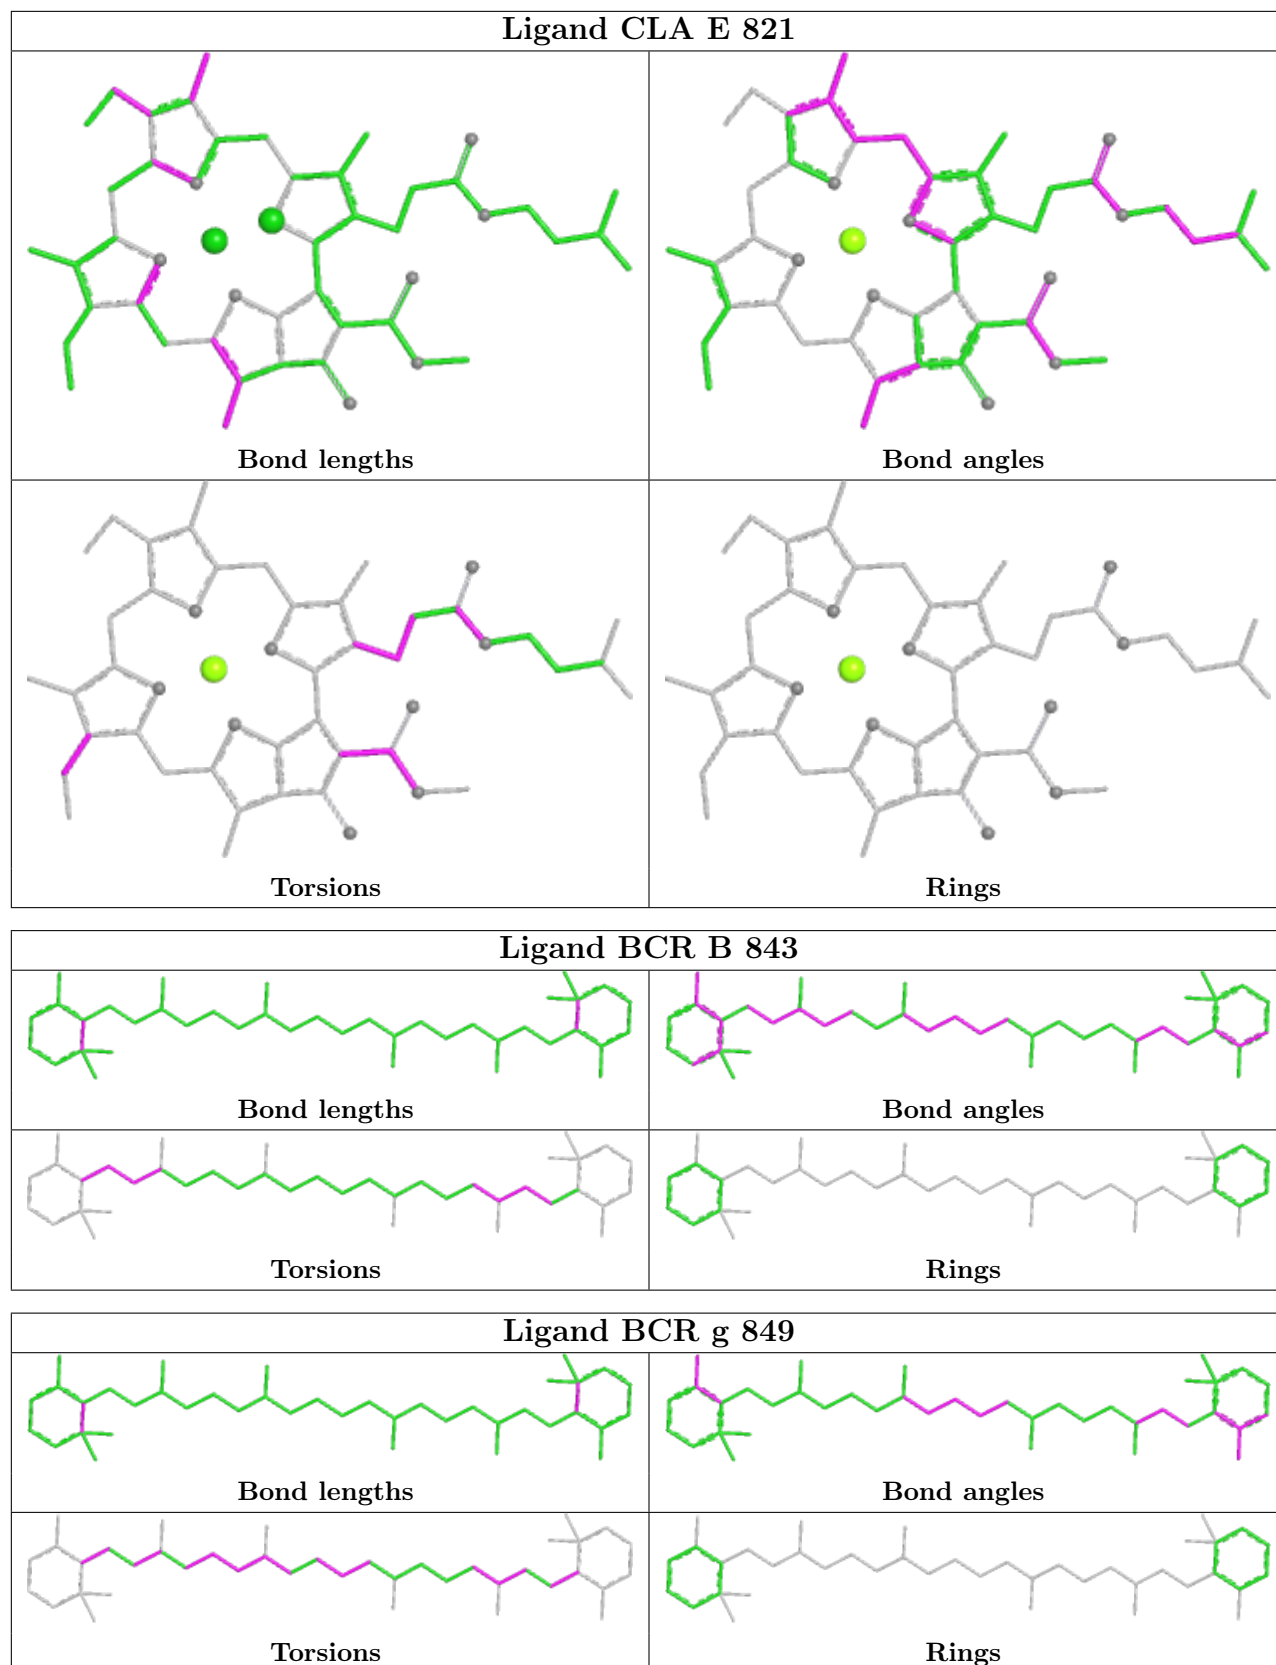 Ligand CLA E 821
Bond lengths
Bond angles
Torsions
Rings
Ligand BCR B 843
Bond lengths
Bond angles
Torsions
Rings
Ligand BCR g 849
Bond lengths
Bond angles
Torsions
Rings